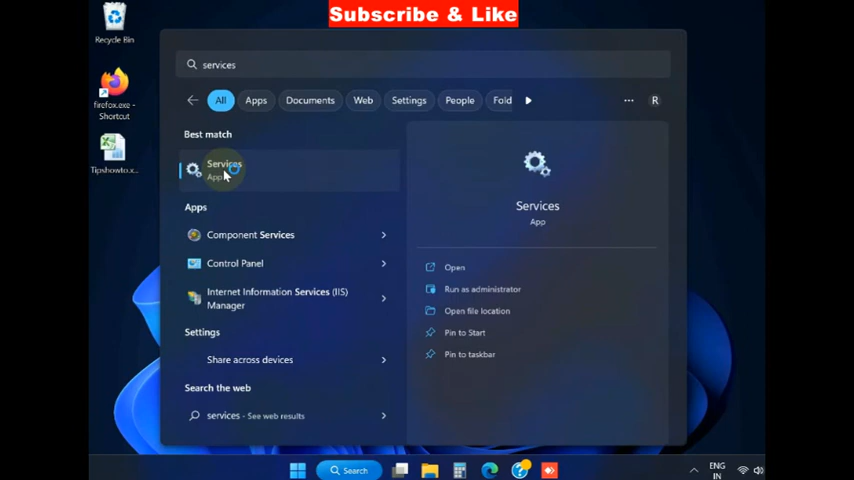 Subscribe & Like
Recycle Bin
firefox.exe -
Shortcut
Tipshowto.x...
services
All
Apps
Documents
Web
Settings
People
Fold
R
Best match
Services
App
Apps
Component Services
Control Panel
Internet Information Services (IIS)
Manager
Settings
Share across devices
Search the web
services - See web results
Services
App
Open
Run as administrator
Open file location
Pin to Start
Pin to taskbar
Search
ENG
IN